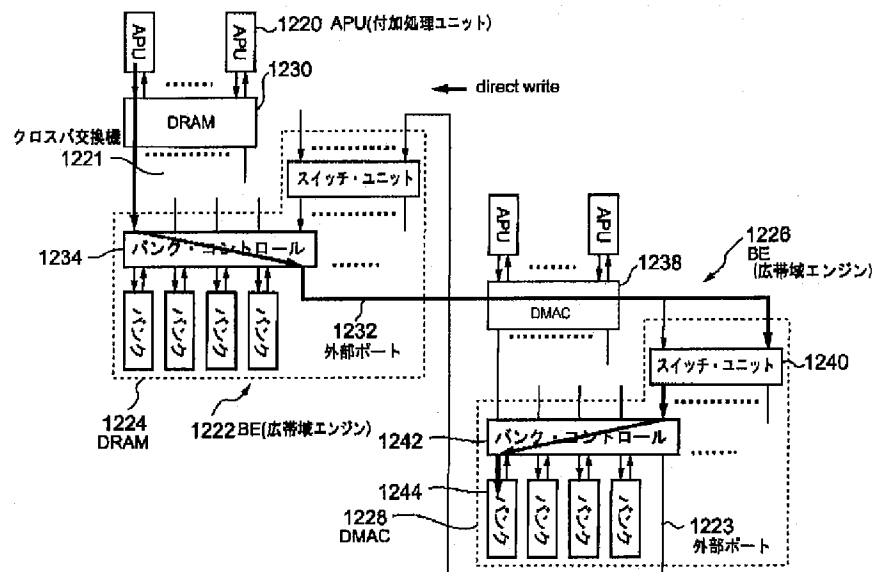 APU
APU
1220 APU(付加処理ユニット)
1230
DRAM
direct write
クロスバ交換機
1221
スイッチ・ユニット
1234
バンク・コントロール
バンク
バンク
バンク
バンク
1232
外部ポート
1224
DRAM
1222 BE(広帯域エンジン)
APU
APU
1238
1226
BE
(広帯域エンジン)
DMAC
スイッチ・ユニット
1240
1242
バンク・コントロール
1244
1228
DMAC
バンク
バンク
バンク
バンク
1223
外部ポート